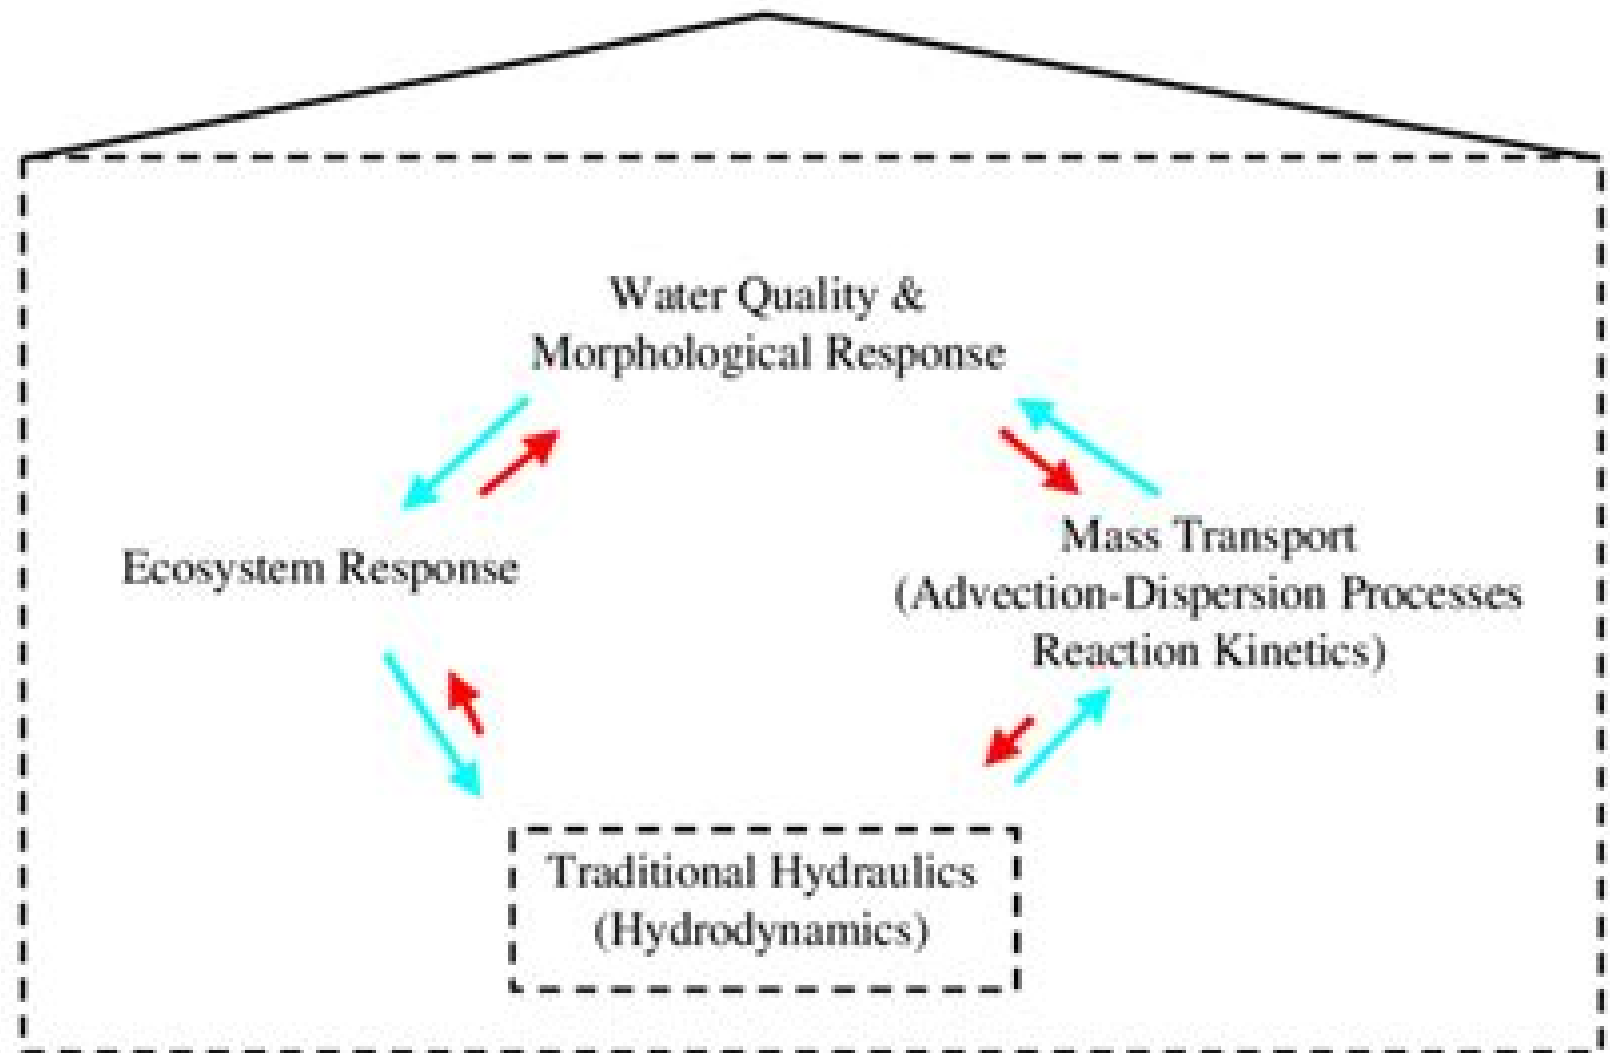 Water Quality &
Morphological Response
Ecosystem Response
Mass Transport
(Advection-Dispersion Processes
Reaction Kinetics)
Traditional Hydraulics
(Hydrodynamics)